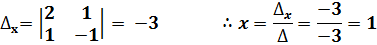 Δₓ= |2 1; 1 −1| = −3 ∴ x = Δₓ/Δ = −3/−3 = 1